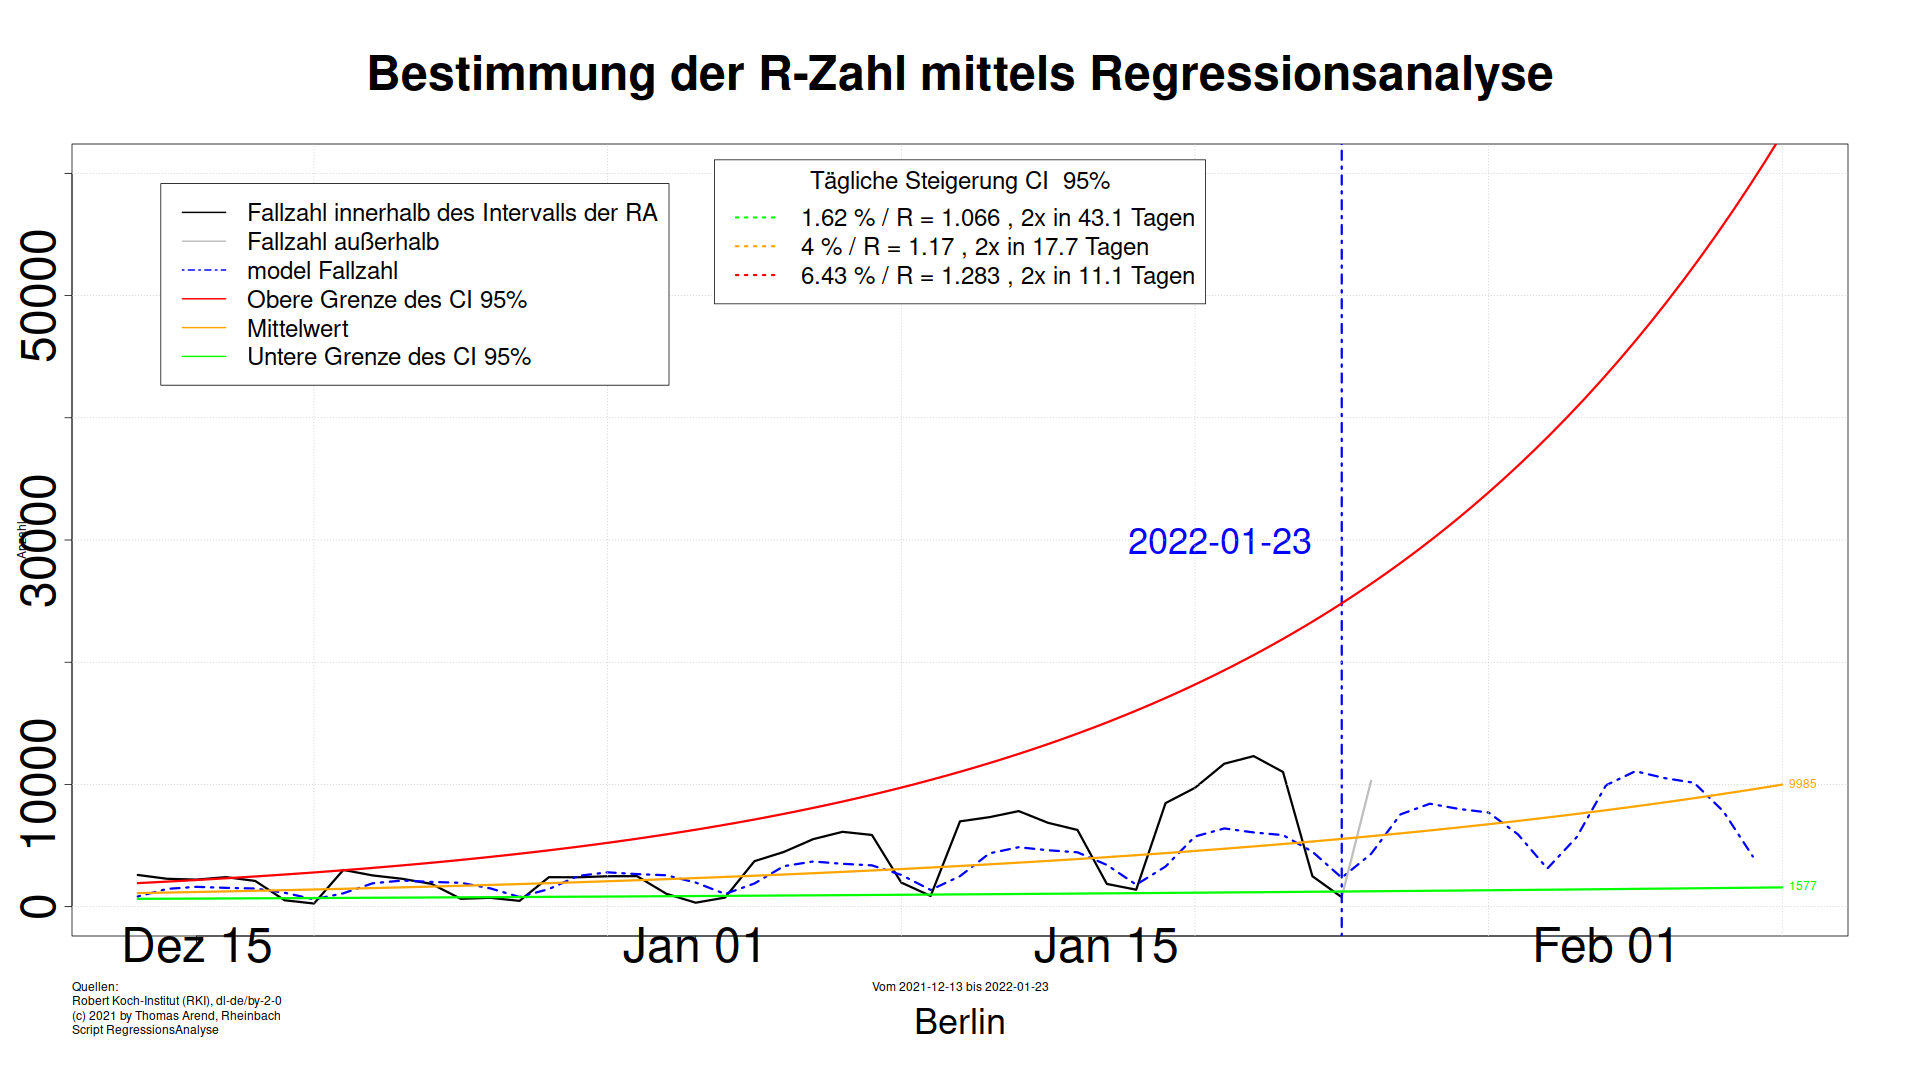 Bestimmung der R-Zahl mittels Regressionsanalyse
Fallzahl innerhalb des Intervalls der RA
Fallzahl außerhalb
model Fallzahl
Obere Grenze des CI 95%
Mittelwert
Untere Grenze des CI 95%
Tägliche Steigerung CI  95%
1.62 % / R = 1.066 , 2x in 43.1 Tagen
4 % / R = 1.17 , 2x in 17.7 Tagen
6.43 % / R = 1.283 , 2x in 11.1 Tagen
50000
30000
10000
0
Anzahl
2022-01-23
9985
1577
Dez 15
Jan 01
Jan 15
Feb 01
Quellen:
Robert Koch-Institut (RKI), dl-de/by-2-0
(c) 2021 by Thomas Arend, Rheinbach
Script RegressionsAnalyse
Vom 2021-12-13 bis 2022-01-23
Berlin